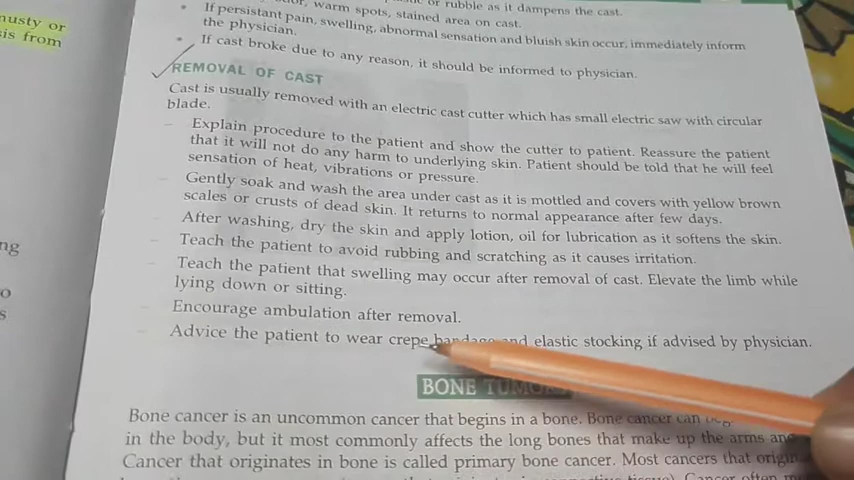 musty or
sis from
ng
o
s
or rubble as it dampens the cast.
odor, warm spots, stained area on cast.
• If persistant pain, swelling, abnormal sensation and bluish skin occur, immediately inform
the physician.
• If cast broke due to any reason, it should be informed to physician.
REMOVAL OF CAST
Cast is usually removed with an electric cast cutter which has small electric saw with circular
blade.
– Explain procedure to the patient and show the cutter to patient. Reassure the patient
that it will not do any harm to underlying skin. Patient should be told that he will feel
sensation of heat, vibrations or pressure.
– Gently soak and wash the area under cast as it is mottled and covers with yellow brown
scales or crusts of dead skin. It returns to normal appearance after few days.
– After washing, dry the skin and apply lotion, oil for lubrication as it softens the skin.
– Teach the patient to avoid rubbing and scratching as it causes irritation.
– Teach the patient that swelling may occur after removal of cast. Elevate the limb while
lying down or sitting.
– Encourage ambulation after removal.
– Advice the patient to wear crepe bandage and elastic stocking if advised by physician.
BONE TUMORS
Bone cancer is an uncommon cancer that begins in a bone. Bone cancer can
in the body, but it most commonly affects the long bones that make up the arms and
Cancer that originates in bone is called primary bone cancer. Most cancers that